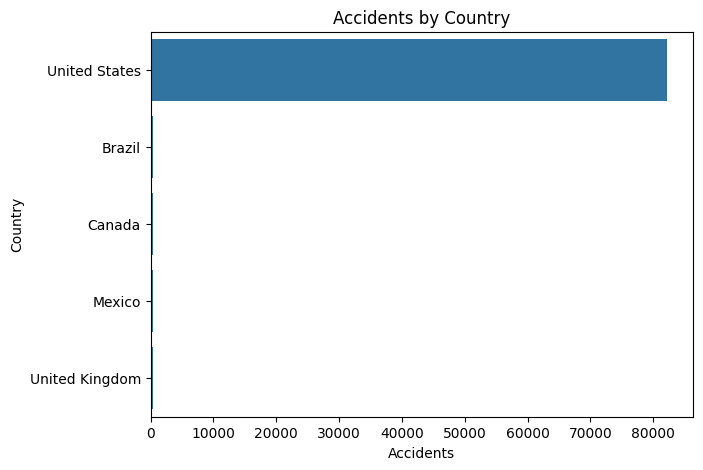 Accidents by Country
United States
Brazil
Canada
Mexico
United Kingdom
Country
0 10000 20000 30000 40000 50000 60000 70000 80000
Accidents